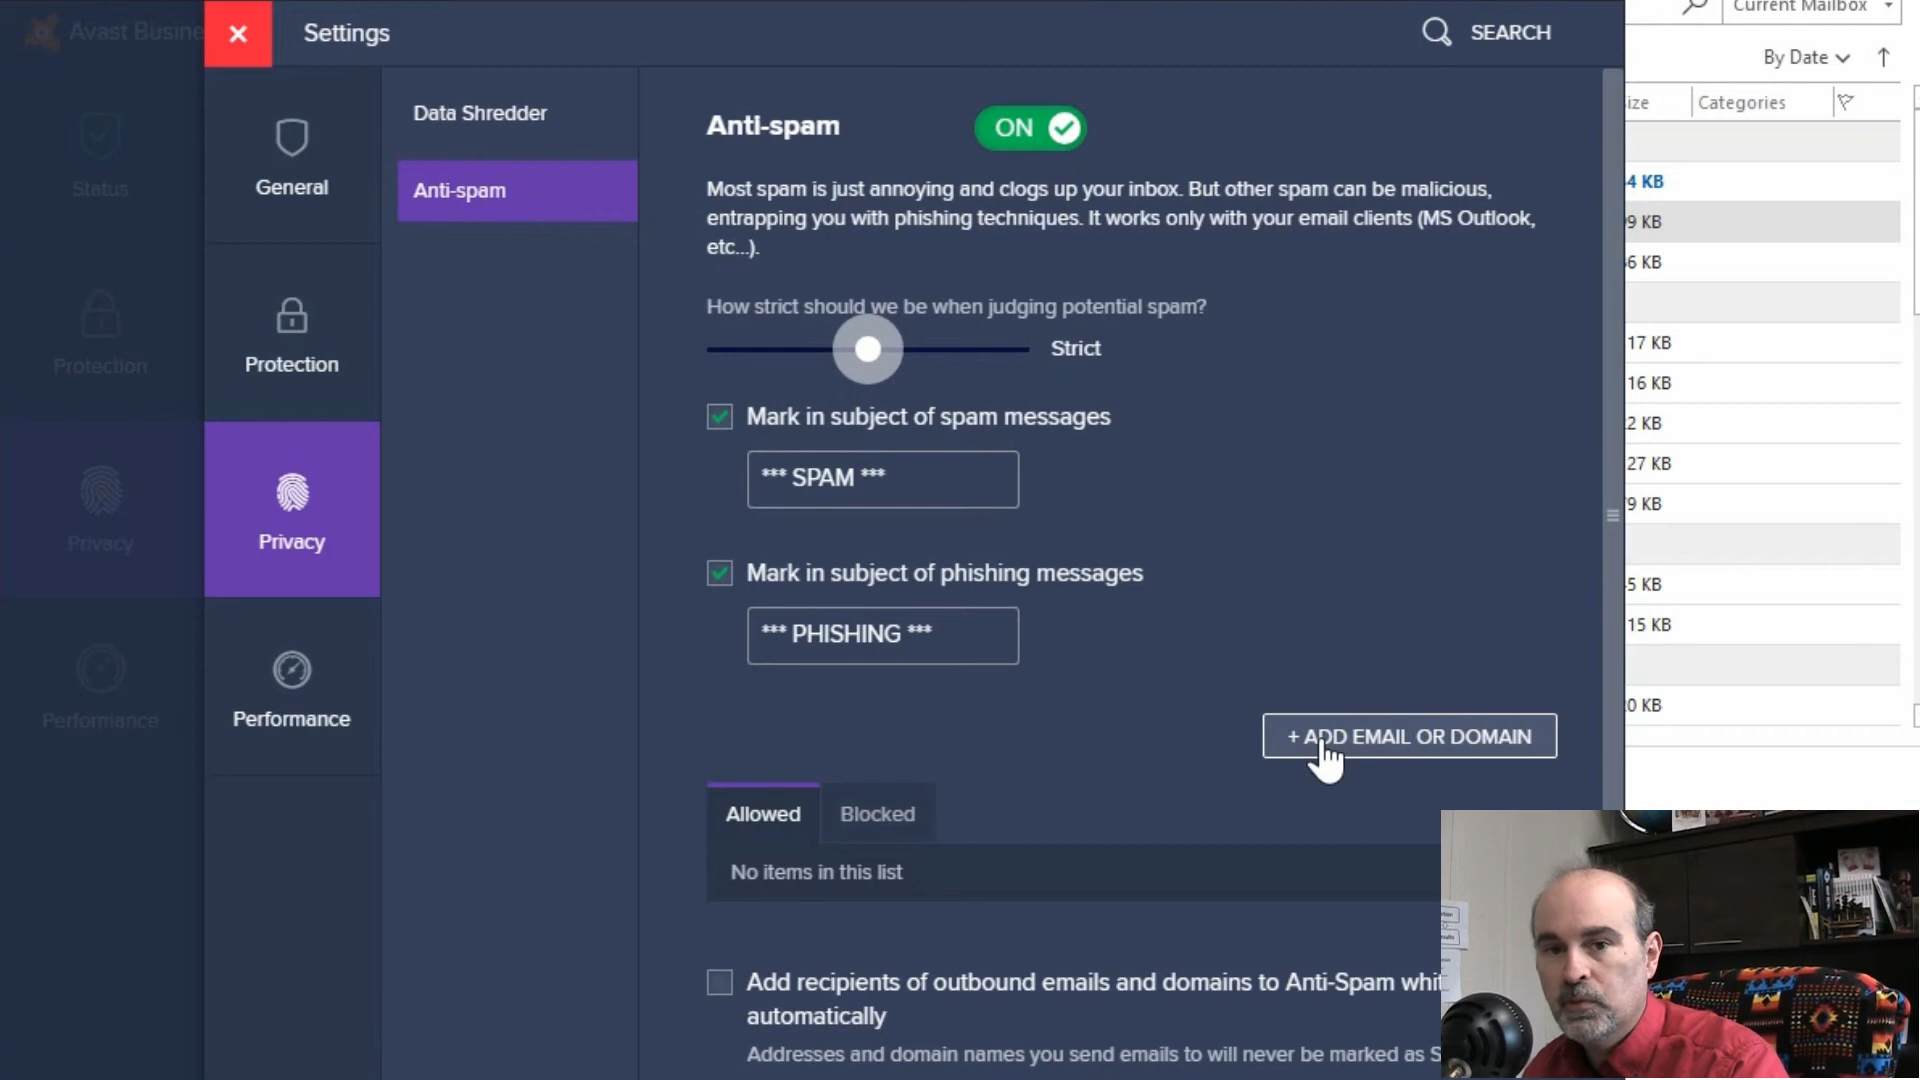 Avast Busine
Settings
SEARCH
Current Mailbox
By Date
ize
Categories
Status
Protection
Privacy
Performance
General
Protection
Privacy
Performance
Data Shredder
Anti-spam
Anti-spam
ON
Most spam is just annoying and clogs up your inbox. But other spam can be malicious,
entrapping you with phishing techniques. It works only with your email clients (MS Outlook,
etc...).
How strict should we be when judging potential spam?
Strict
Mark in subject of spam messages
*** SPAM ***
Mark in subject of phishing messages
*** PHISHING ***
+ ADD EMAIL OR DOMAIN
Allowed
Blocked
No items in this list
Add recipients of outbound emails and domains to Anti-Spam whit
automatically
Addresses and domain names you send emails to will never be marked as S
4 KB
9 KB
6 KB
17 KB
16 KB
2 KB
27 KB
9 KB
5 KB
15 KB
0 KB